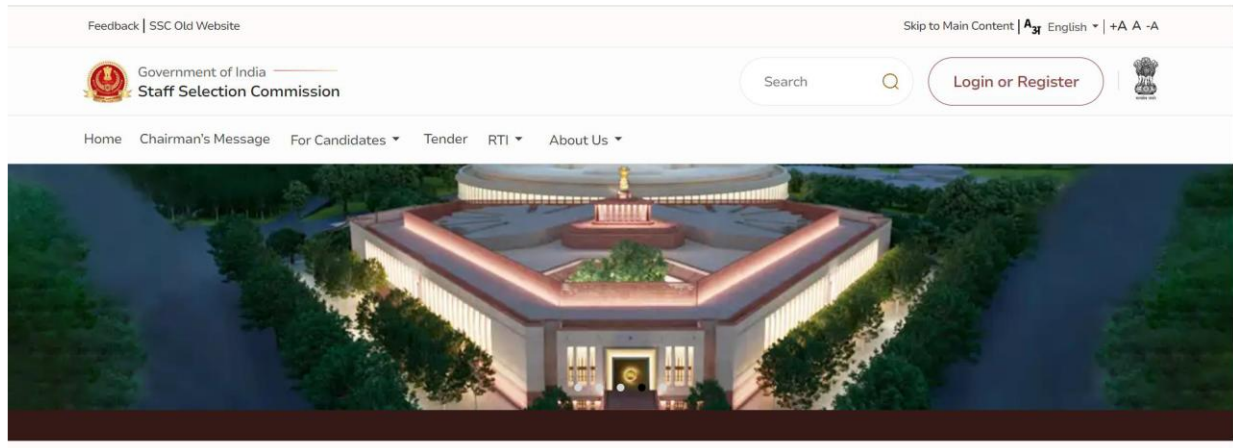 Feedback | SSC Old Website
Skip to Main Content | Aअ English | +A A -A
Government of India
Staff Selection Commission
Search
Login or Register
Home Chairman's Message For Candidates Tender RTI About Us